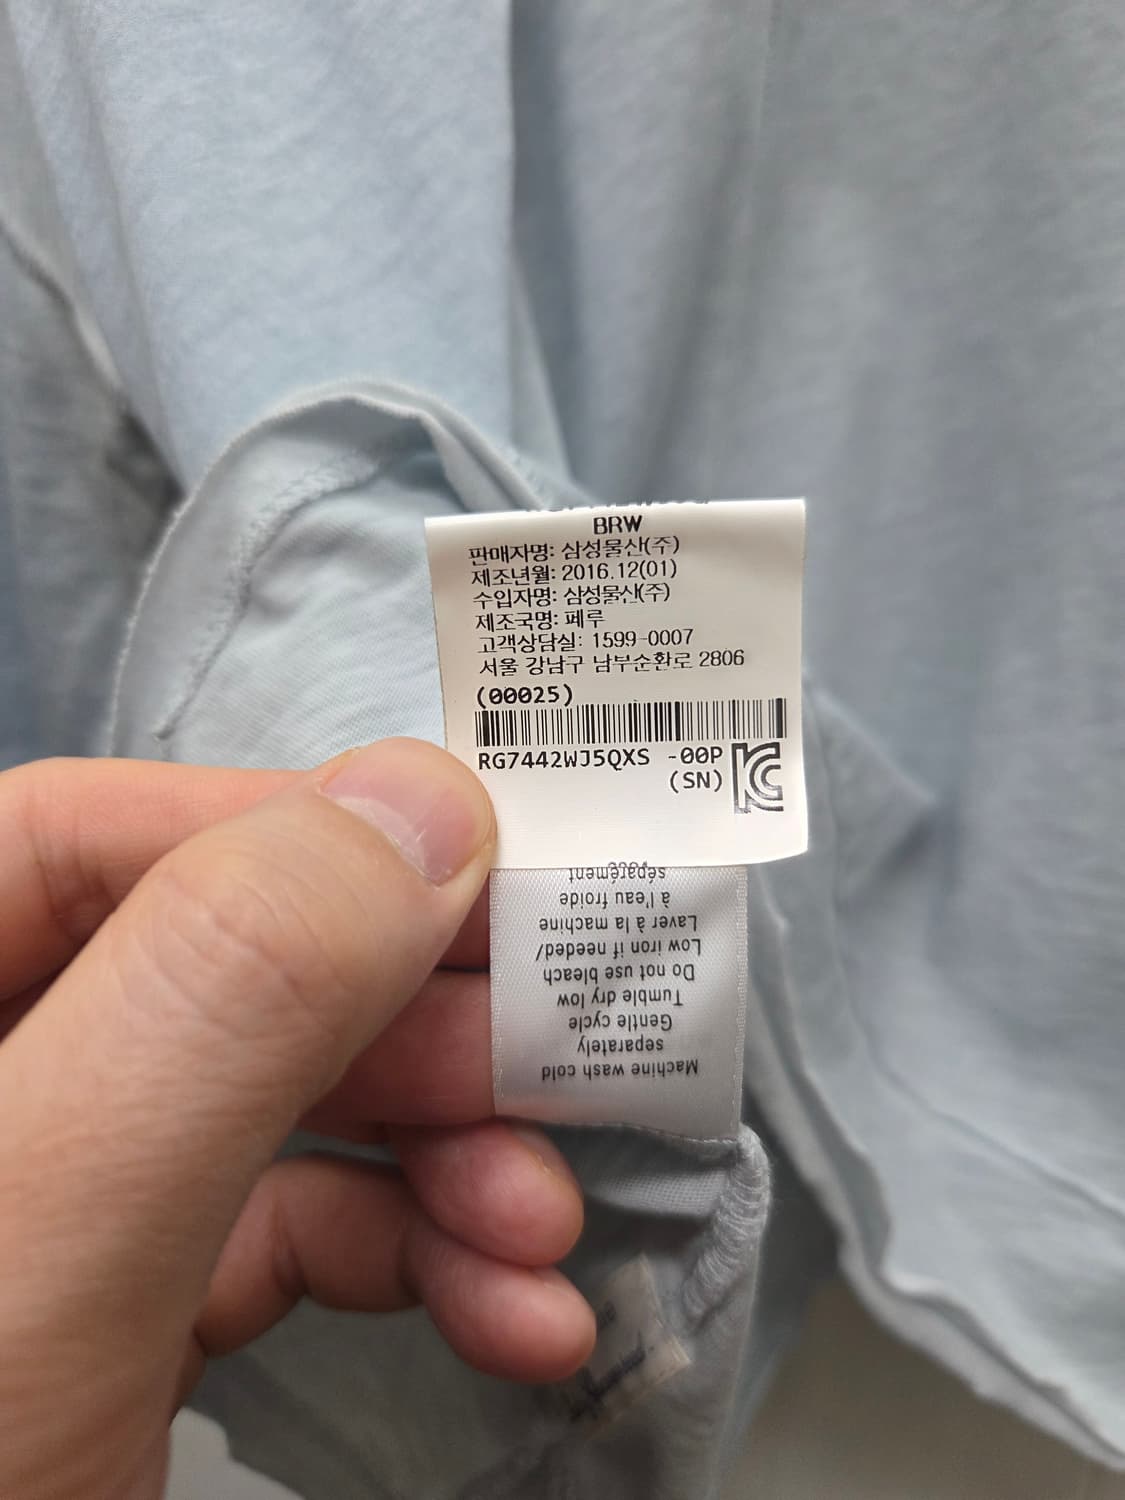 BRW
판매자명: 삼성물산(주)
제조년월: 2016.12(01)
수입자명: 삼성물산(주)
제조국명: 페루
고객상담실: 1599-0007
서울 강남구 남부순환로 2806
(00025)
RG7442WJ5QXS -00P
(SN)
KC
Machine wash cold
separately
Gentle cycle
Tumble dry low
Do not use bleach
Low iron if needed/
Laver à la machine
à l'eau froide
séparément